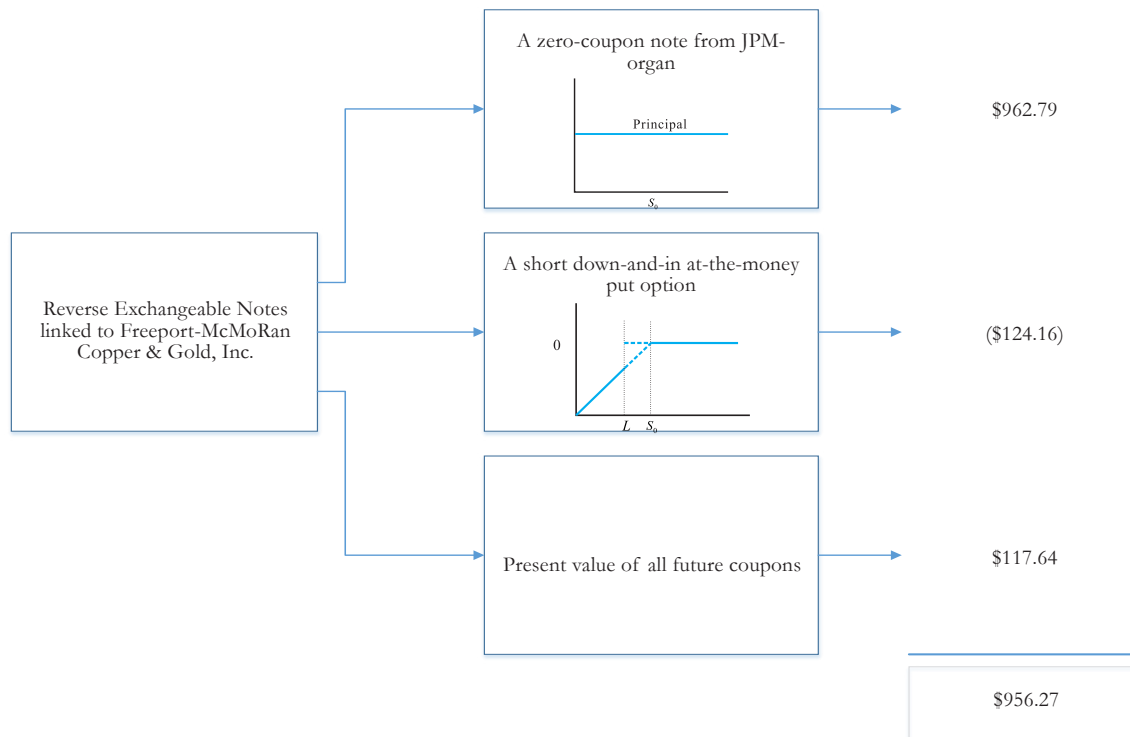 A zero-coupon note from JPM-
organ
Principal
S₀
$962.79
Reverse Exchangeable Notes
linked to Freeport-McMoRan
Copper & Gold, Inc.
A short down-and-in at-the-money
put option
0
L S₀
($124.16)
Present value of all future coupons
$117.64
$956.27